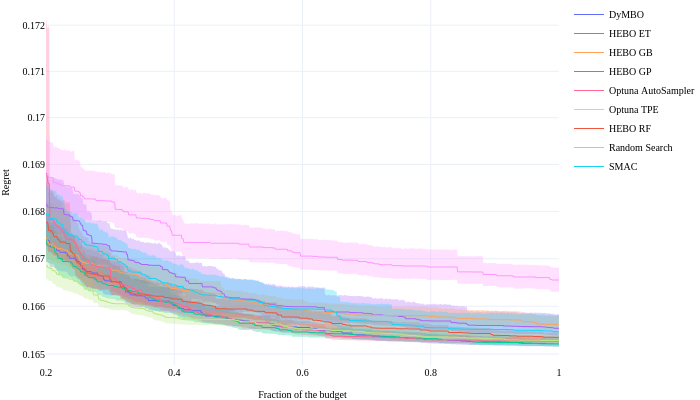 0.172
0.171
0.17
0.169
0.168
0.167
0.166
0.165
Regret
0.2
0.4
0.6
0.8
1
Fraction of the budget
DyMBO
HEBO ET
HEBO GB
HEBO GP
Optuna AutoSampler
Optuna TPE
HEBO RF
Random Search
SMAC